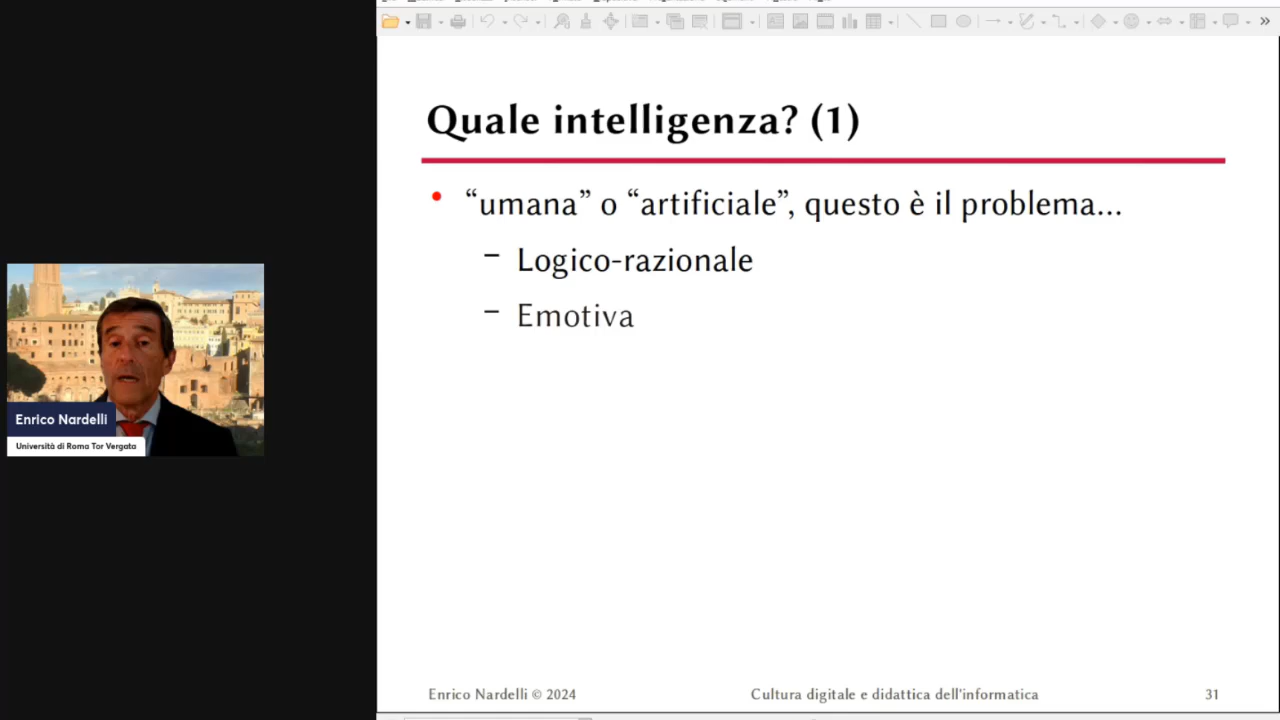 Quale intelligenza? (1)
• “umana” o “artificiale”, questo è il problema...
– Logico-razionale
– Emotiva
Enrico Nardelli
Università di Roma Tor Vergata
Enrico Nardelli © 2024
Cultura digitale e didattica dell'informatica
31